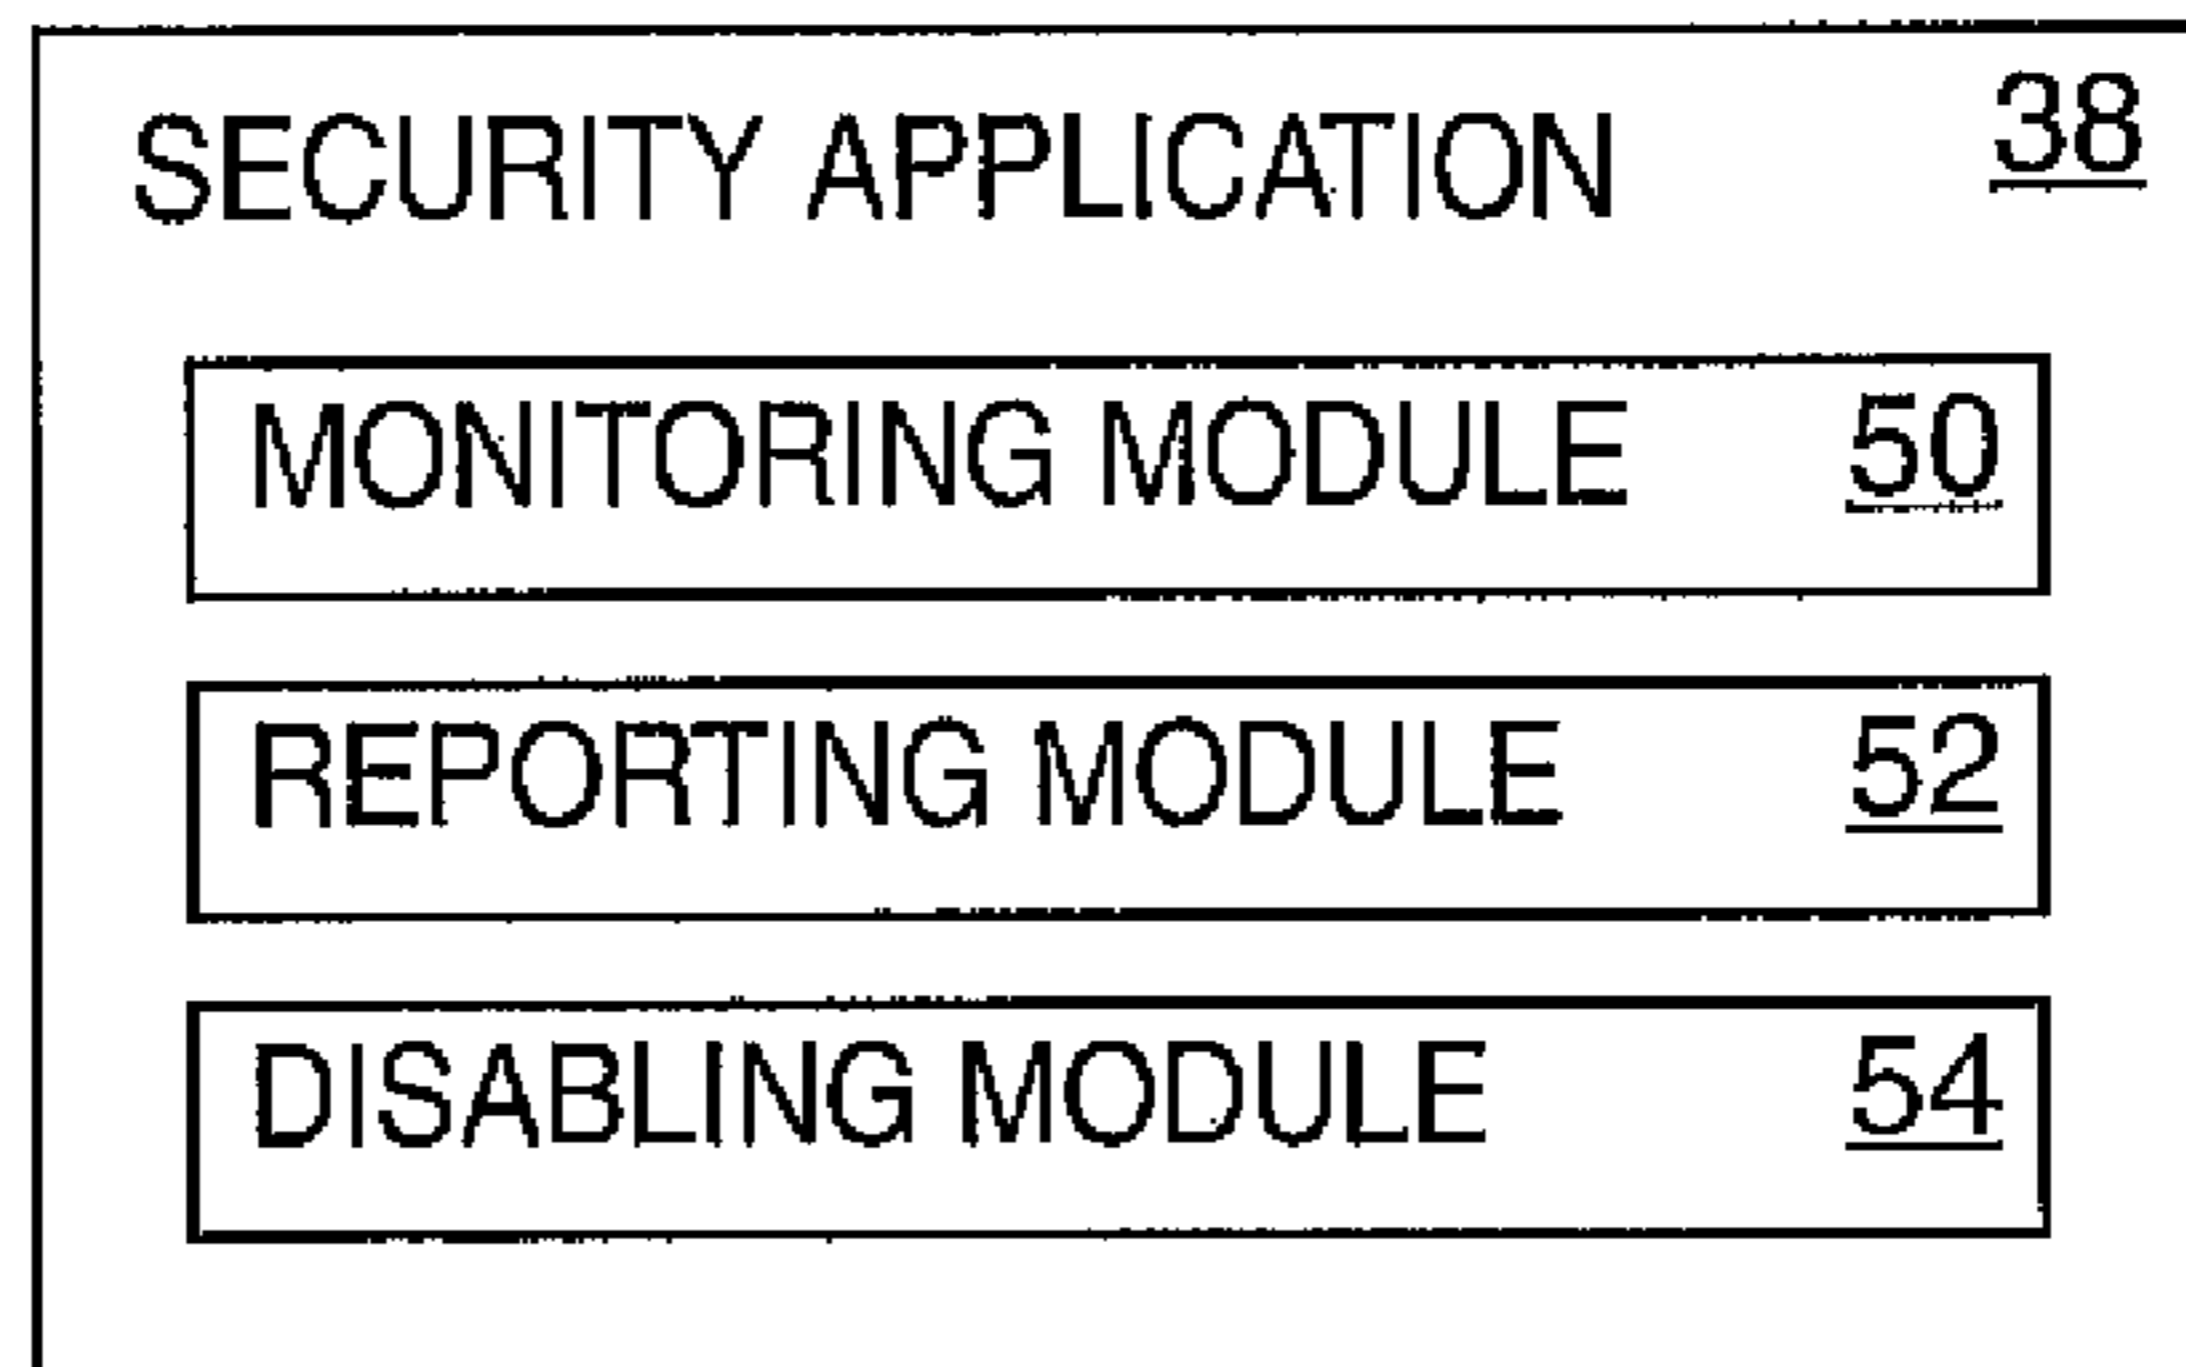 SECURITY APPLICATION 38
MONITORING MODULE 50
REPORTING MODULE 52
DISABLING MODULE 54